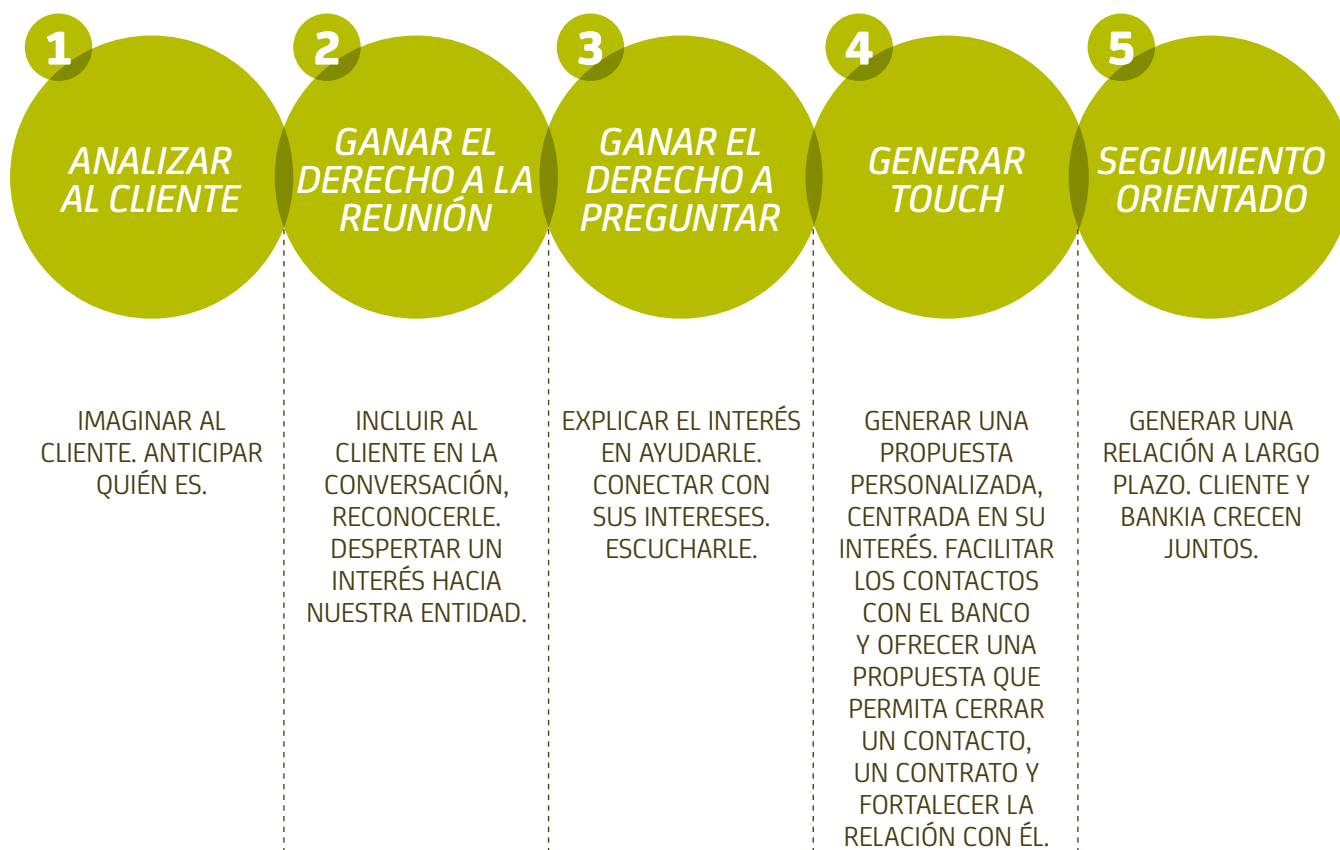 1
ANALIZAR
AL CLIENTE
IMAGINAR AL
CLIENTE. ANTICIPAR
QUIÉN ES.
2
GANAR EL
DERECHO A LA
REUNIÓN
INCLUIR AL
CLIENTE EN LA
CONVERSACIÓN,
RECONOCERLE.
DESPERTAR UN
INTERÉS HACIA
NUESTRA ENTIDAD.
3
GANAR EL
DERECHO A
PREGUNTAR
EXPLICAR EL INTERÉS
EN AYUDARLE.
CONECTAR CON
SUS INTERESES.
ESCUCHARLE.
4
GENERAR
TOUCH
GENERAR UNA
PROPUESTA
PERSONALIZADA,
CENTRADA EN SU
INTERÉS. FACILITAR
LOS CONTACTOS
CON EL BANCO
Y OFRECER UNA
PROPUESTA QUE
PERMITA CERRAR
UN CONTACTO,
UN CONTRATO Y
FORTALECER LA
RELACIÓN CON ÉL.
5
SEGUIMIENTO
ORIENTADO
GENERAR UNA
RELACIÓN A LARGO
PLAZO. CLIENTE Y
BANKIA CRECEN
JUNTOS.